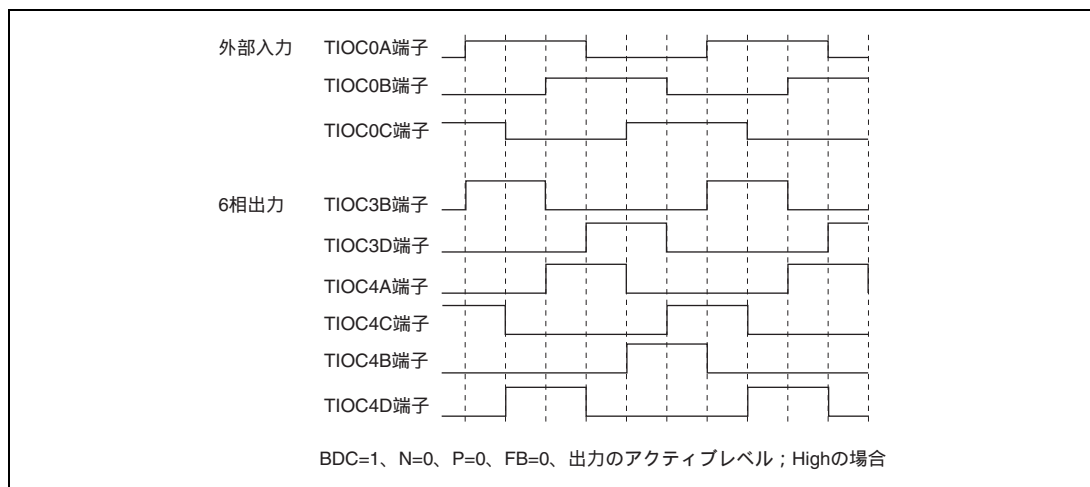 外部入力 TIOC0A端子
TIOC0B端子
TIOC0C端子
6相出力 TIOC3B端子
TIOC3D端子
TIOC4A端子
TIOC4C端子
TIOC4B端子
TIOC4D端子
BDC=1、N=0、P=0、FB=0、出力のアクティブレベル；Highの場合